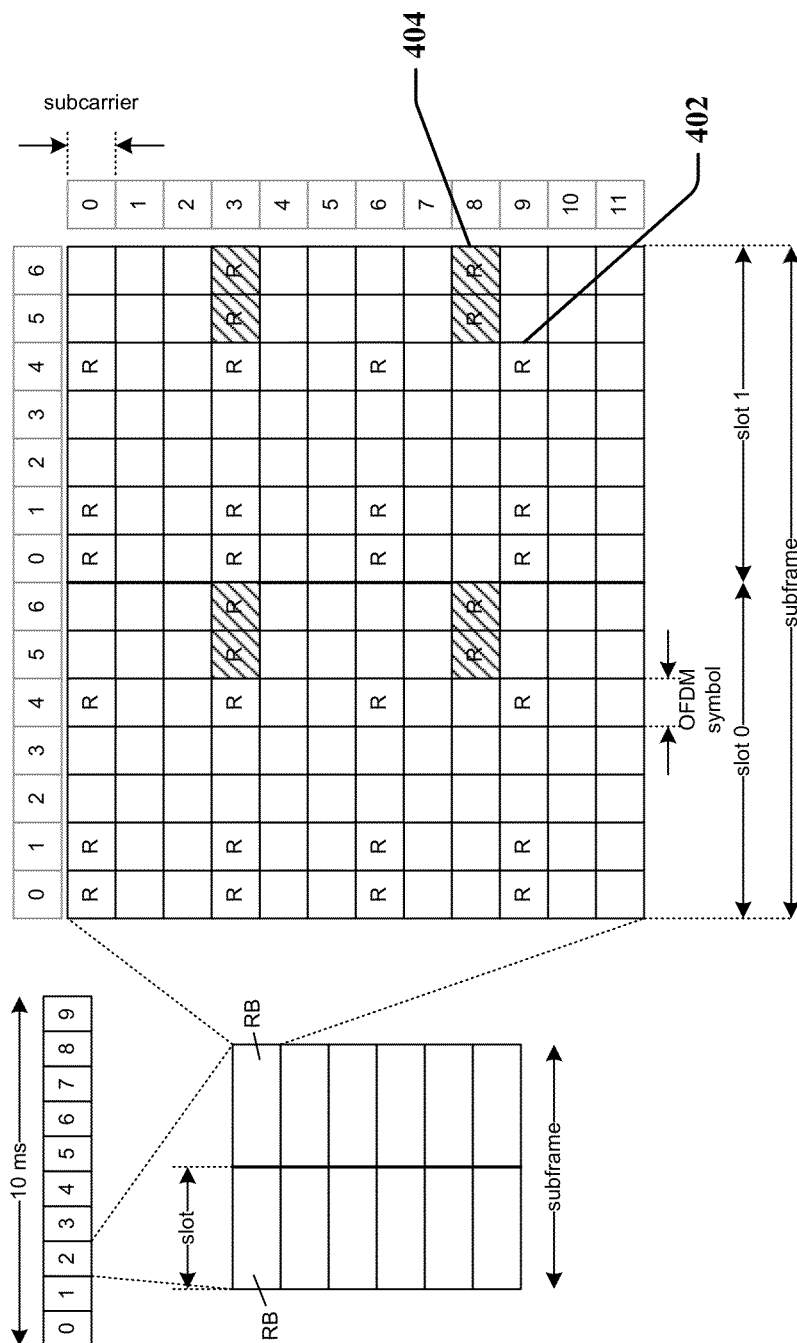 10 ms
0 1 2 3 4 5 6 7 8 9
slot
RB
RB
subframe
0 1 2 3 4 5 6 0 1 2 3 4 5 6
subcarrier
0
1
2
3
4
5
6
7
8
9
10
11
R R R R R R
R R R R R R R R R R
R R R R R R
R R R R
R R R R R R
404
402
OFDM
symbol
slot 0
slot 1
subframe